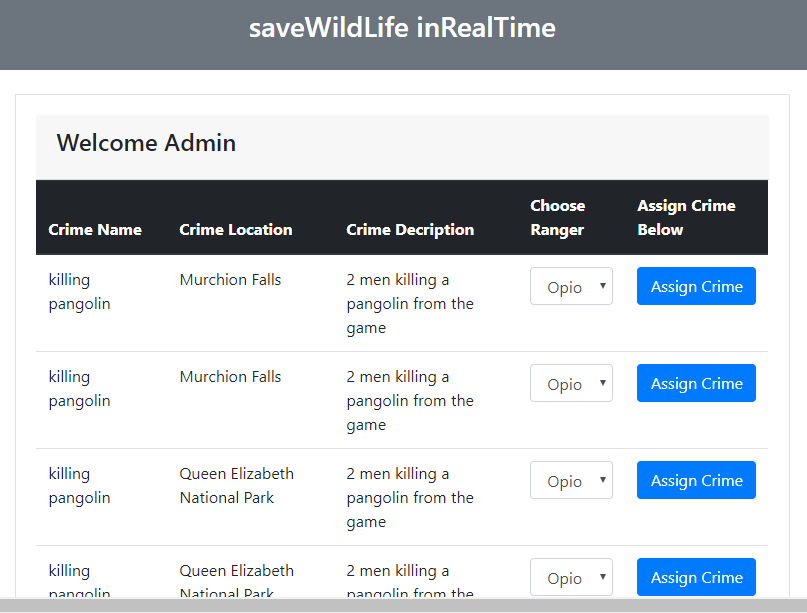 saveWildLife inRealTime
Welcome Admin
Choose Assign Crime
Crime Name Crime Location Crime Decription Ranger Below
killing Murchion Falls 2 men killing a Opio Assign Crime
pangolin pangolin from the
game
killing Murchion Falls 2 men killing a Opio Assign Crime
pangolin pangolin from the
game
killing Queen Elizabeth 2 men killing a Opio Assign Crime
pangolin National Park pangolin from the
game
killing Queen Elizabeth 2 men killing a Opio Assign Crime
pangolin National Park pangolin from the